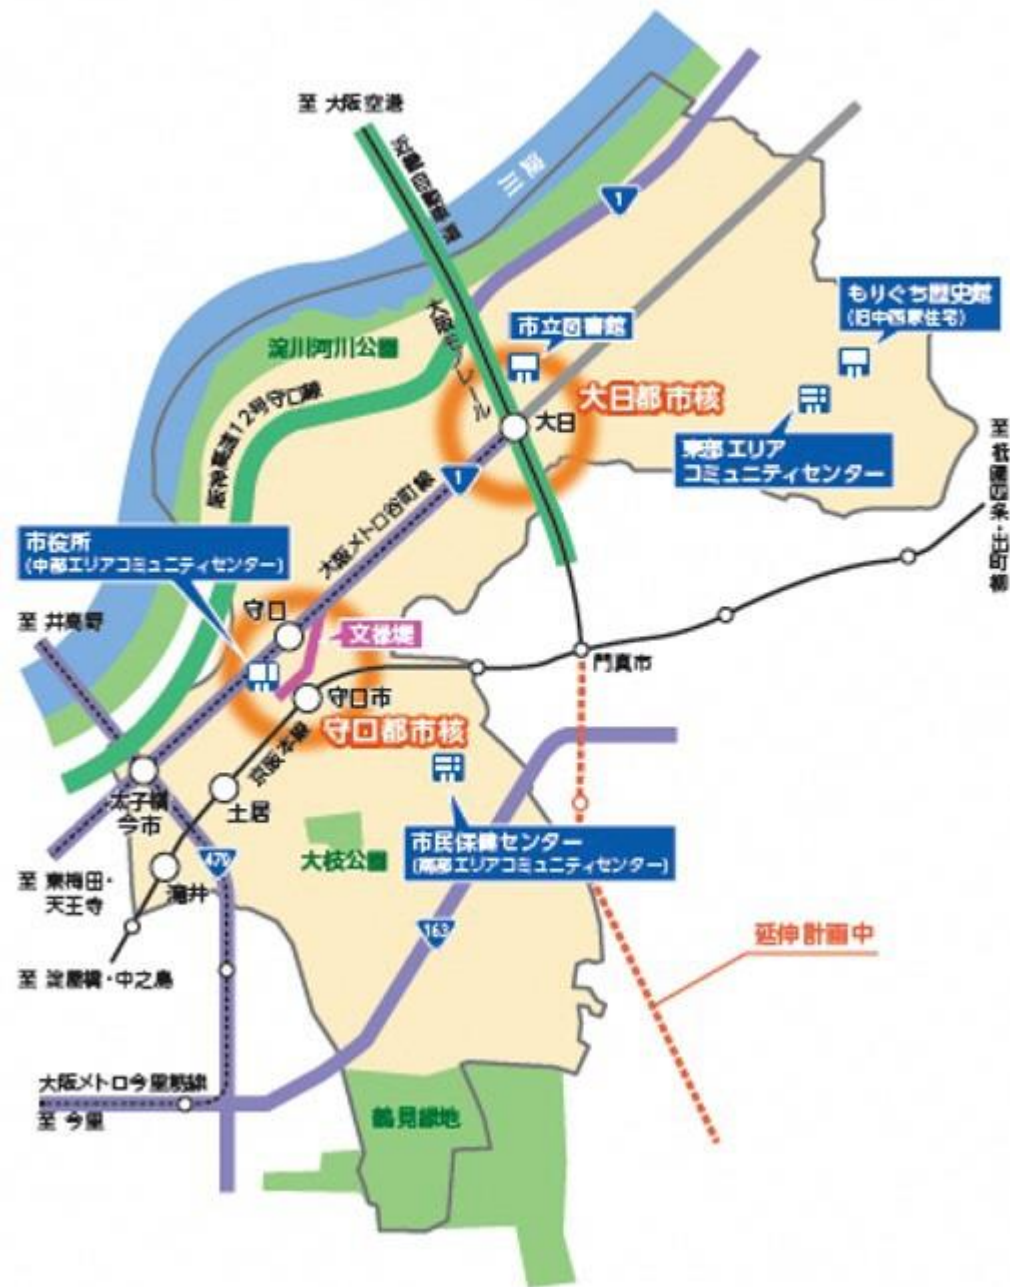 至 大阪空港
近畿自動車道
淀川
1
もりぐち歴史館
(旧中西家住宅)
市立図書館
大阪モノレール
淀川河川公園
大日都市核
阪神高速12号守口線
大日
東部エリア
コミュニティセンター
至 祇園四条・出町柳
1
大阪メトロ谷町線
市役所
(中部エリアコミュニティセンター)
守口
至 井高野
文禄堤
門真市
守口市
守口都市核
京阪本線
太子橋
今市
土居
市民保健センター
(南部エリアコミュニティセンター)
大枝公園
479
至 東梅田・
天王寺
滝井
163
延伸計画中
至 淀屋橋・中之島
大阪メトロ今里筋線
至 今里
鶴見緑地